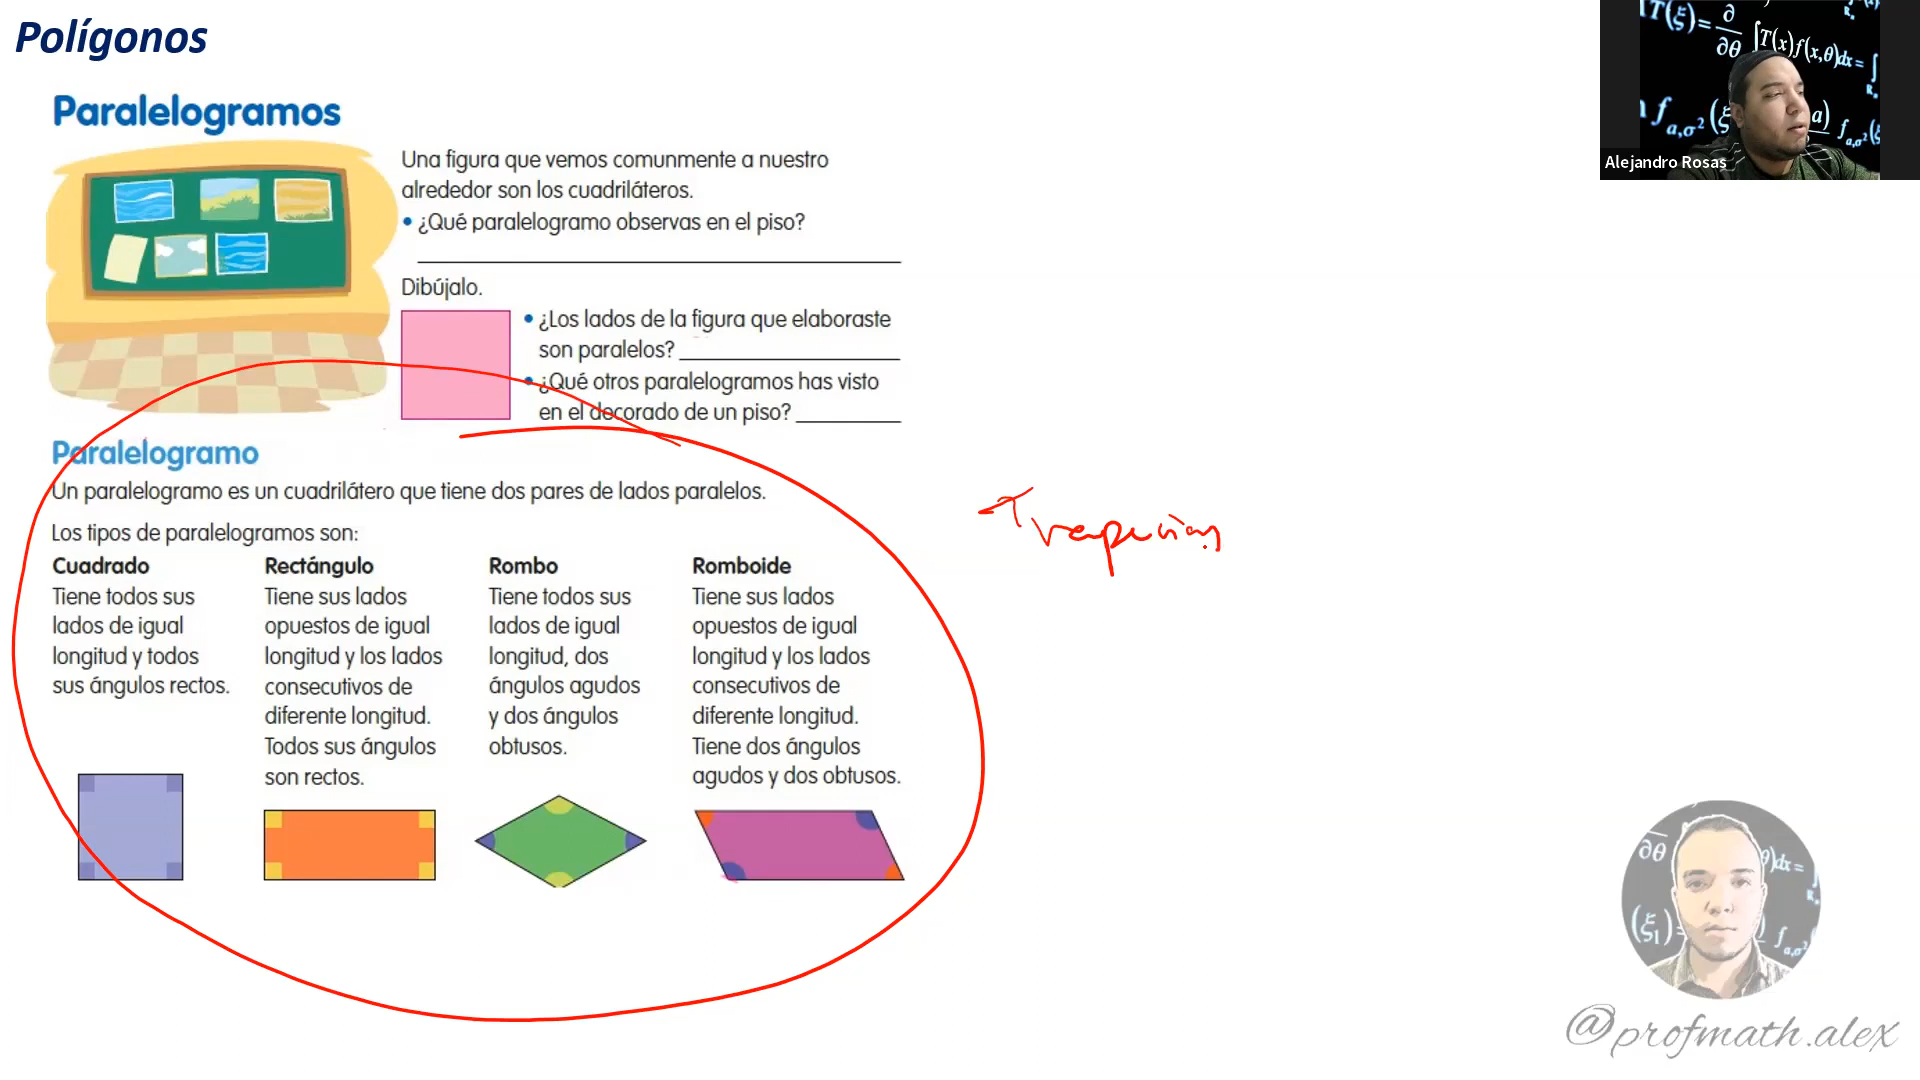 Polígonos
Paralelogramos
Una figura que vemos comunmente a nuestro
alrededor son los cuadriláteros.
• ¿Qué paralelogramo observas en el piso?
Dibújalo.
• ¿Los lados de la figura que elaboraste
son paralelos?
• ¿Qué otros paralelogramos has visto
en el decorado de un piso?
Paralelogramo
Un paralelogramo es un cuadrilátero que tiene dos pares de lados paralelos.
Los tipos de paralelogramos son:
Cuadrado
Tiene todos sus
lados de igual
longitud y todos
sus ángulos rectos.
Rectángulo
Tiene sus lados
opuestos de igual
longitud y los lados
consecutivos de
diferente longitud.
Todos sus ángulos
son rectos.
Rombo
Tiene todos sus
lados de igual
longitud, dos
ángulos agudos
y dos ángulos
obtusos.
Romboide
Tiene sus lados
opuestos de igual
longitud y los lados
consecutivos de
diferente longitud.
Tiene dos ángulos
agudos y dos obtusos.
Alejandro Rosas
@profmath.alex